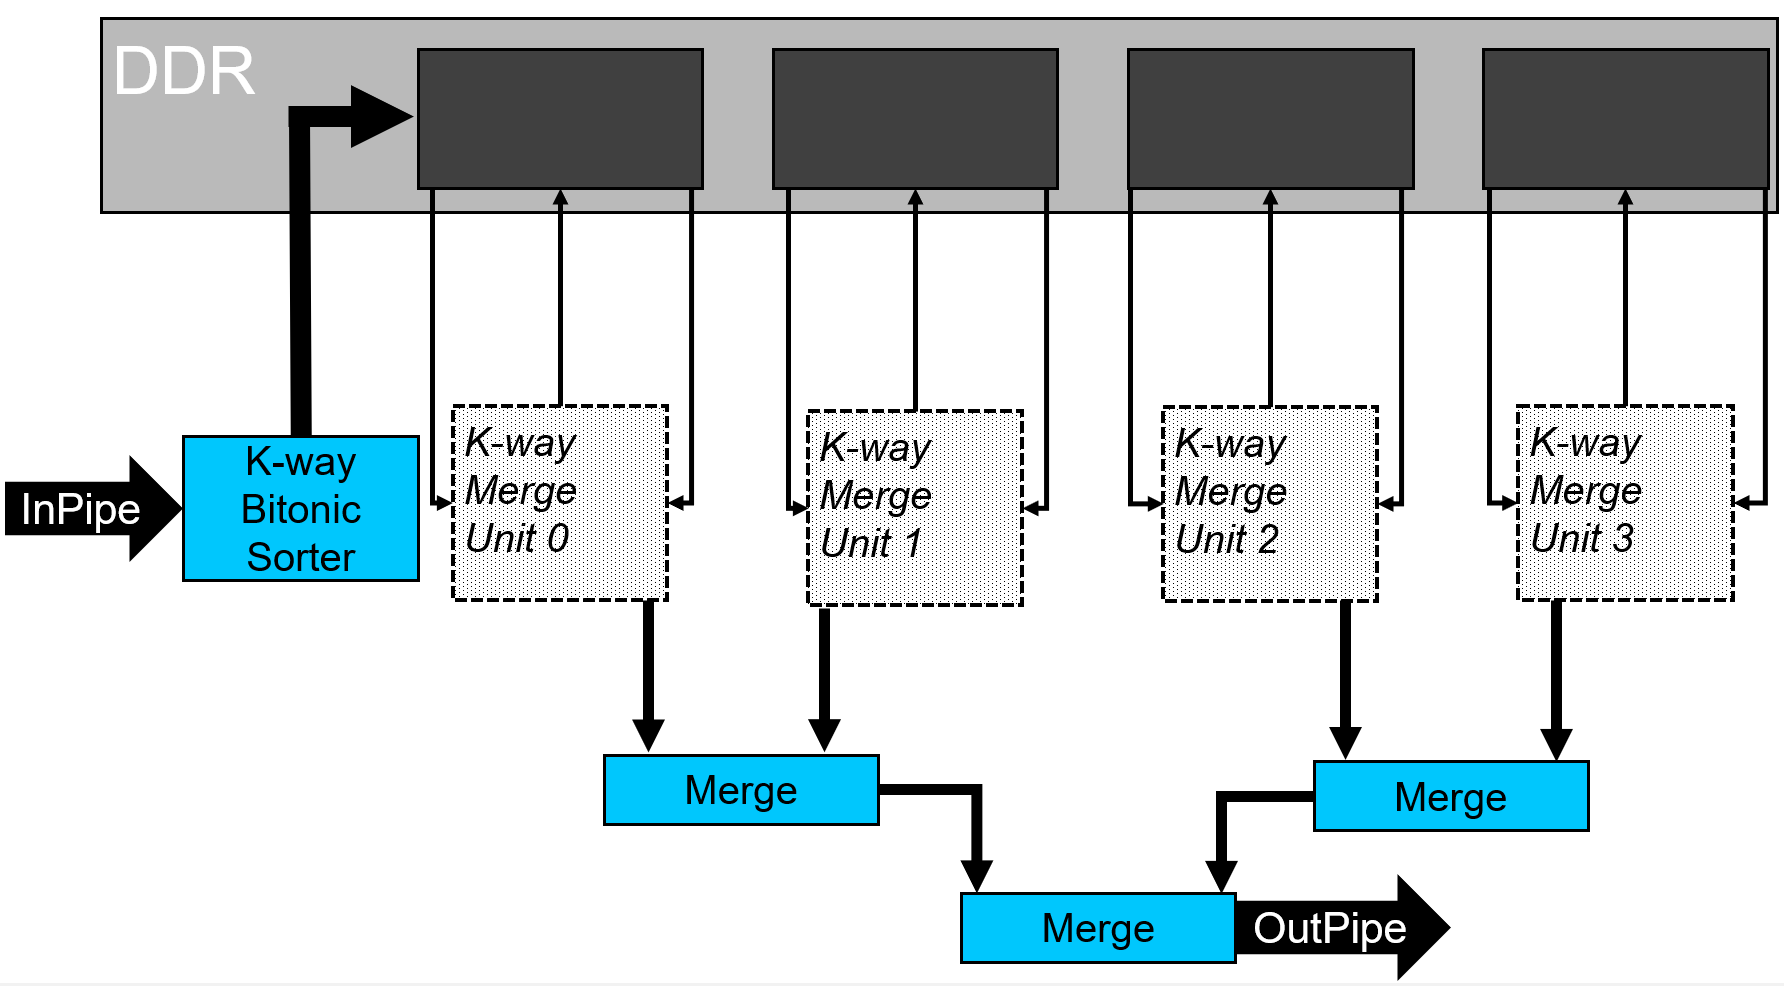 DDR
InPipe
K-way
Bitonic
Sorter
K-way
Merge
Unit 0
K-way
Merge
Unit 1
K-way
Merge
Unit 2
K-way
Merge
Unit 3
Merge
Merge
Merge
OutPipe